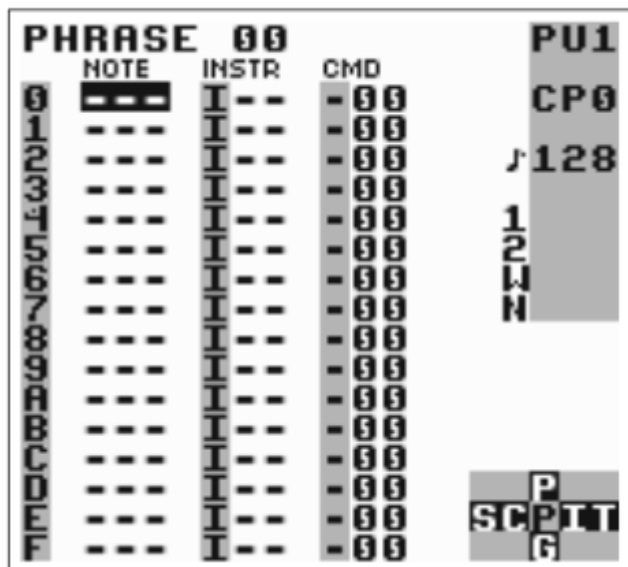 PHRASE 00 PU1
NOTE INSTR CMD
0 --- I-- -00 CP0
1 --- I-- -00
2 --- I-- -00 ♪128
3 --- I-- -00
4 --- I-- -00 1
5 --- I-- -00 2
6 --- I-- -00 W
7 --- I-- -00 N
8 --- I-- -00
9 --- I-- -00
A --- I-- -00
B --- I-- -00
C --- I-- -00
D --- I-- -00 P
E --- I-- -00 SCPIT
F --- I-- -00 G